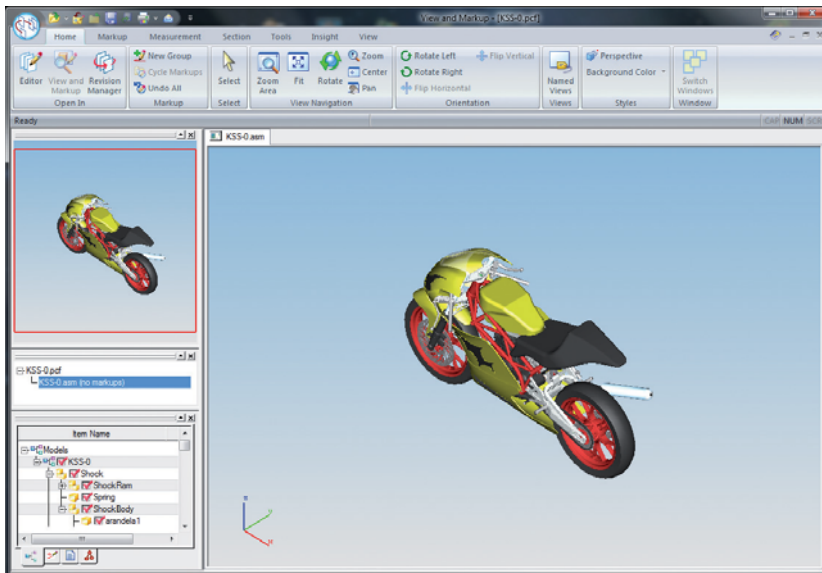 View and Markup - [KSS-0.pcf]
Home Markup Measurement Section Tools Insight View
Editor View and Markup Revision Manager
Open In
New Group
Cycle Markups
Undo All
Markup
Select
Select
Zoom Area Fit Rotate
Zoom
Center
Pan
View Navigation
Rotate Left
Rotate Right
Flip Horizontal
Flip Vertical
Orientation
Named Views
Views
Perspective
Background Color
Styles
Switch Windows
Window
Ready
CAP NUM SCR
KSS-0.asm
KSS-0.pcf
KSS-0.asm (no markups)
Item Name
Models
KSS-0
Shock
ShockRam
Spring
ShockBody
arandela1